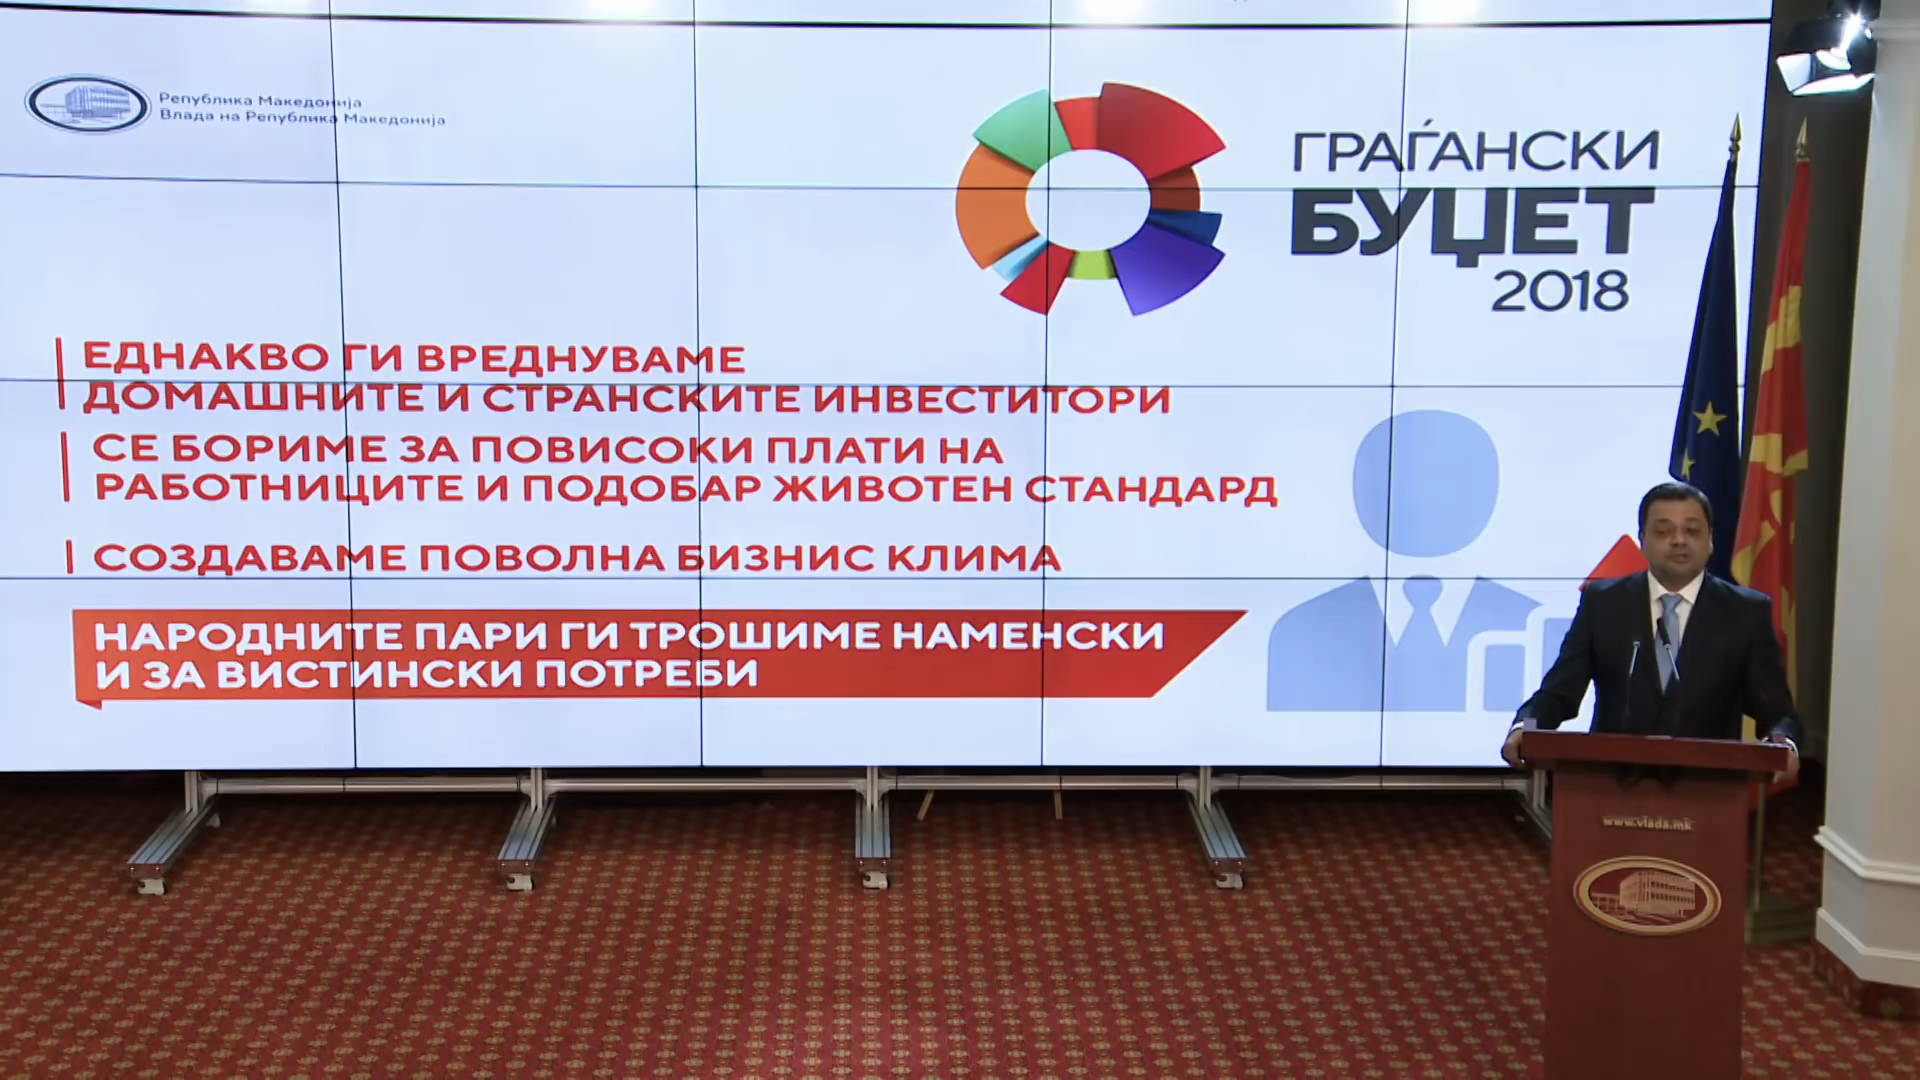 Република Македонија
Влада на Република Македонија
ГРАЃАНСКИ
БУЏЕТ
2018
ЕДНАКВО ГИ ВРЕДНУВАМЕ
ДОМАШНИТЕ И СТРАНСКИТЕ ИНВЕСТИТОРИ
СЕ БОРИМЕ ЗА ПОВИСОКИ ПЛАТИ НА
РАБОТНИЦИТЕ И ПОДОБАР ЖИВОТЕН СТАНДАРД
СОЗДАВАМЕ ПОВОЛНА БИЗНИС КЛИМА
НАРОДНИТЕ ПАРИ ГИ ТРОШИМЕ НАМЕНСКИ
И ЗА ВИСТИНСКИ ПОТРЕБИ
www.vlada.mk